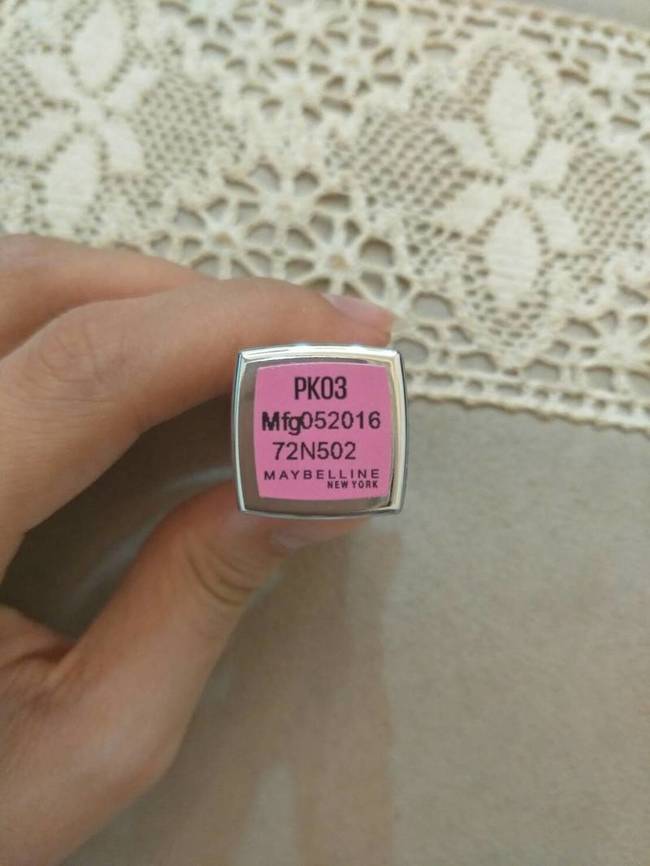 PK03
Mfg052016
72N502
MAYBELLINE
NEW YORK